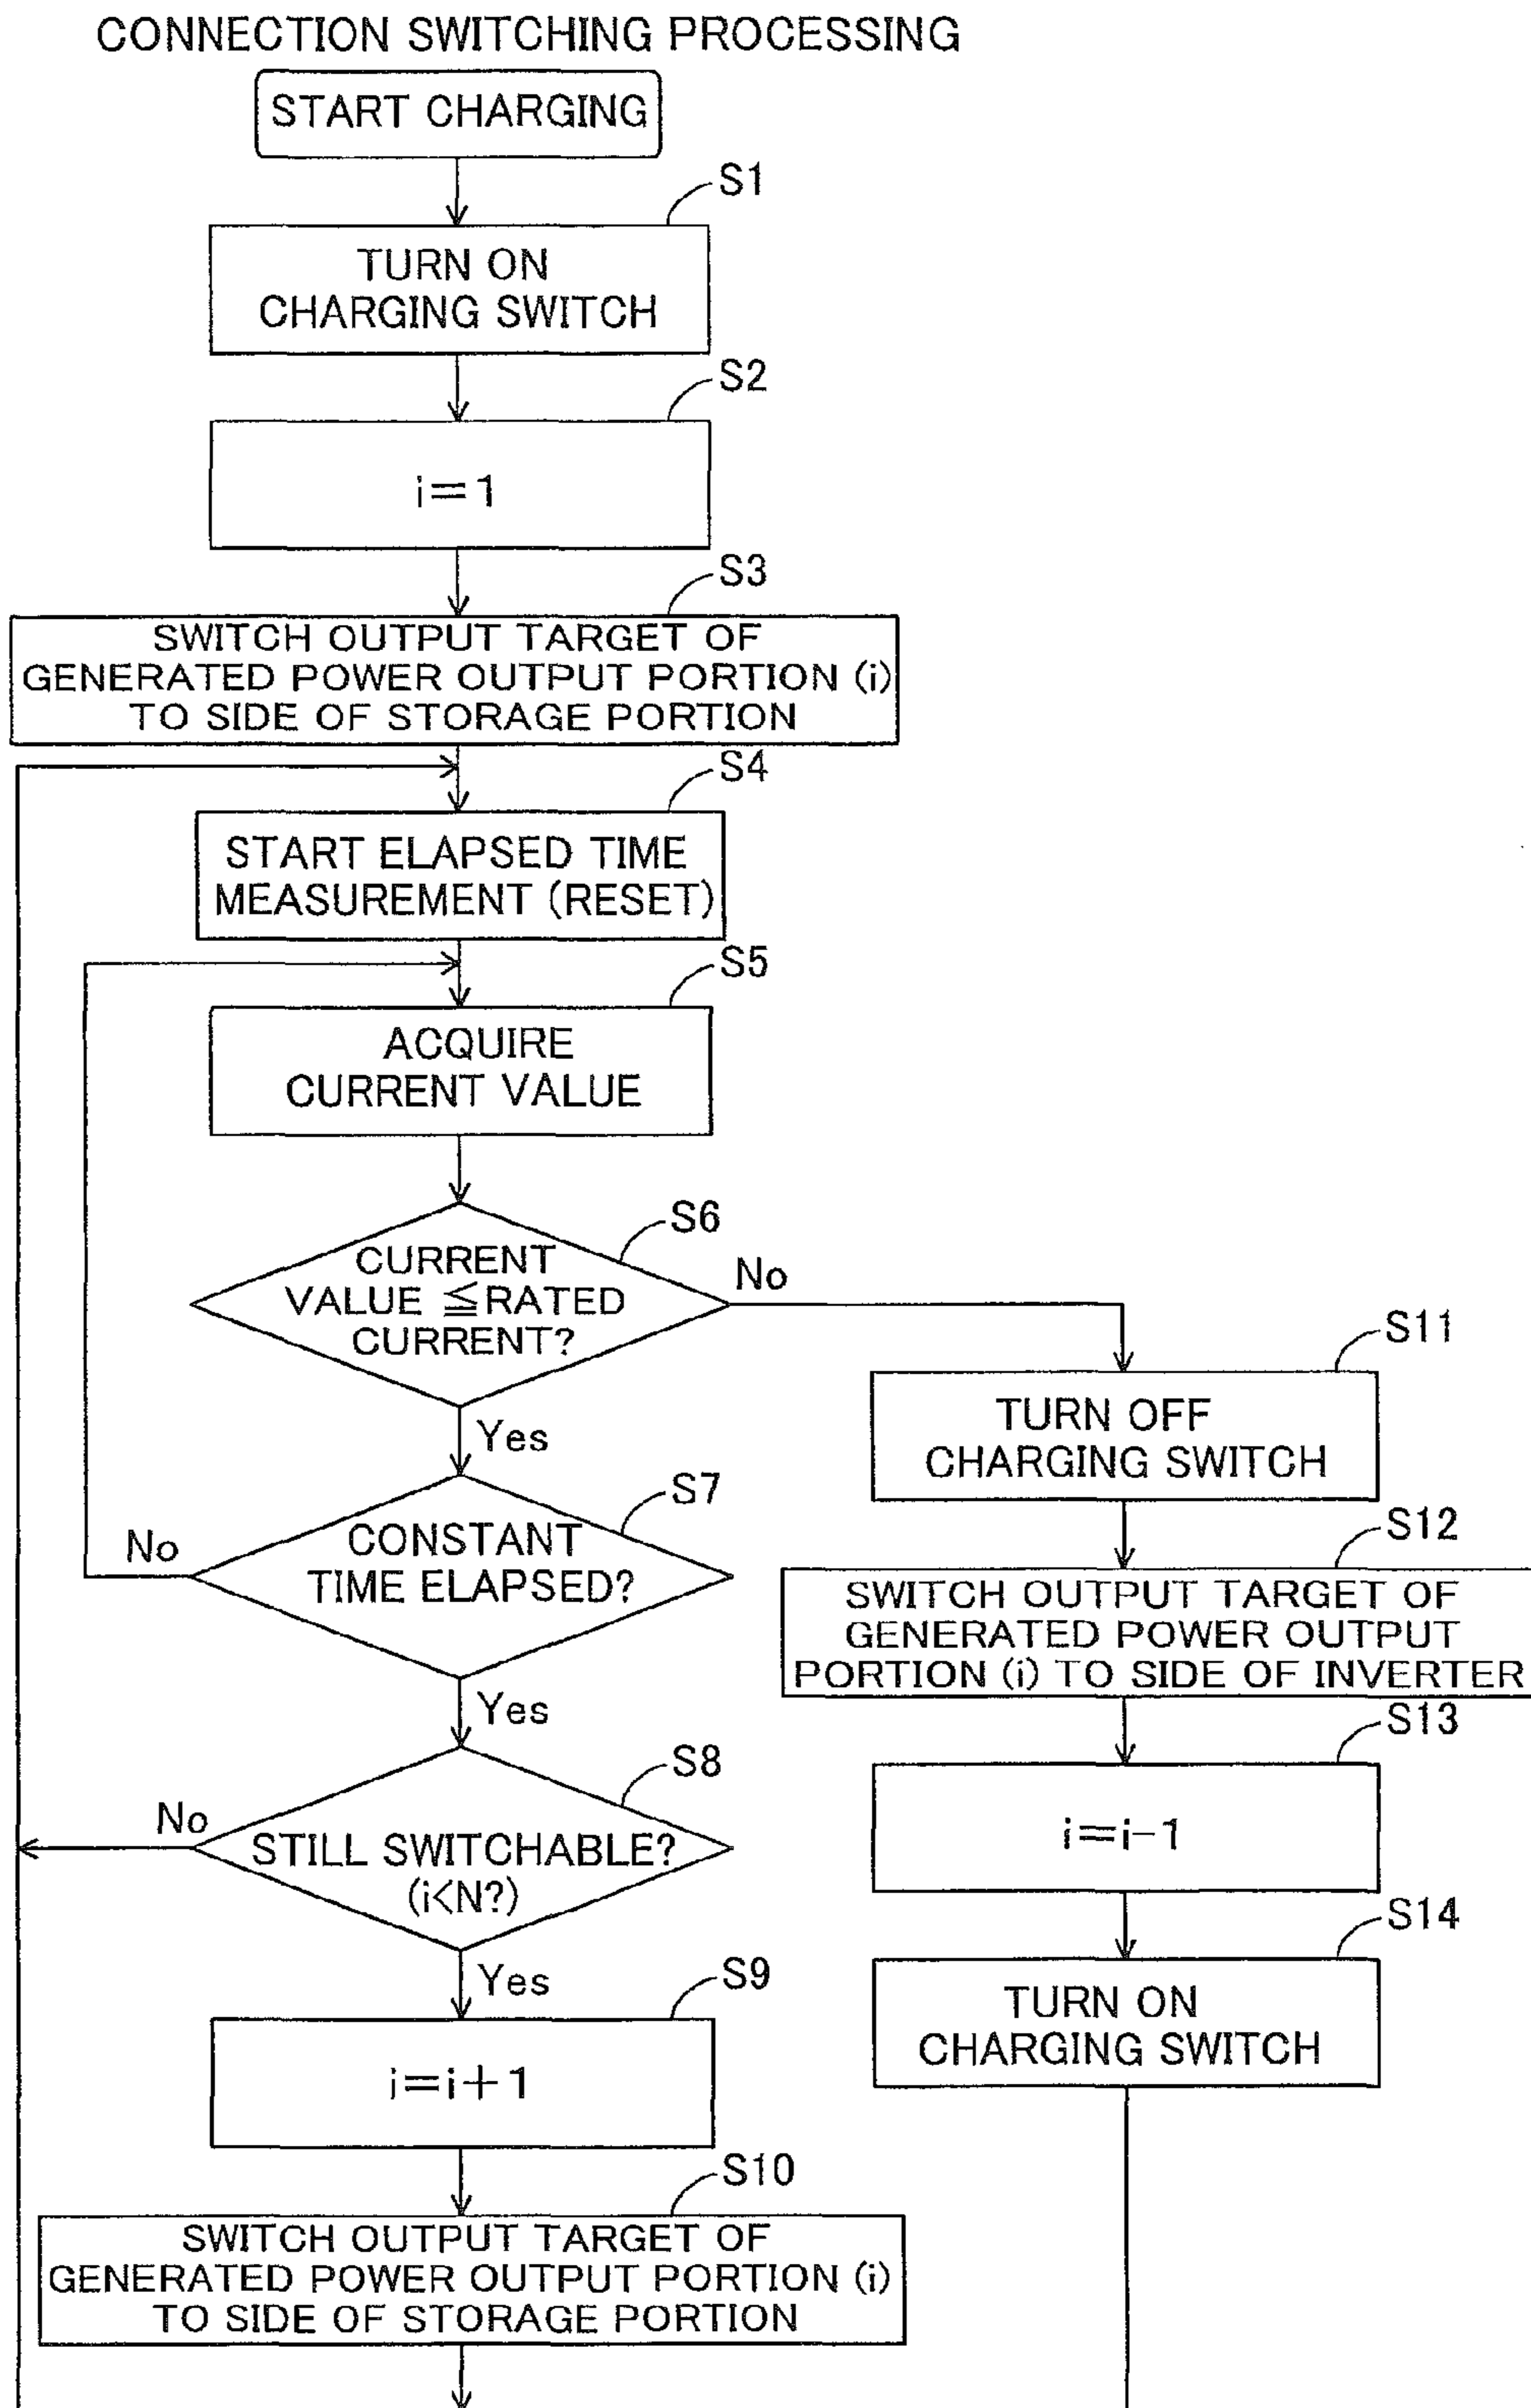 CONNECTION SWITCHING PROCESSING
START CHARGING
S1
TURN ON
CHARGING SWITCH
S2
i=1
S3
SWITCH OUTPUT TARGET OF
GENERATED POWER OUTPUT PORTION (i)
TO SIDE OF STORAGE PORTION
S4
START ELAPSED TIME
MEASUREMENT (RESET)
S5
ACQUIRE
CURRENT VALUE
S6
CURRENT
VALUE ≦RATED
CURRENT?
No
Yes
S7
CONSTANT
TIME ELAPSED?
No
Yes
S8
STILL SWITCHABLE?
(i<N?)
No
Yes
S9
i=i+1
S10
SWITCH OUTPUT TARGET OF
GENERATED POWER OUTPUT PORTION (i)
TO SIDE OF STORAGE PORTION
S11
TURN OFF
CHARGING SWITCH
S12
SWITCH OUTPUT TARGET OF
GENERATED POWER OUTPUT
PORTION (i) TO SIDE OF INVERTER
S13
i=i-1
S14
TURN ON
CHARGING SWITCH